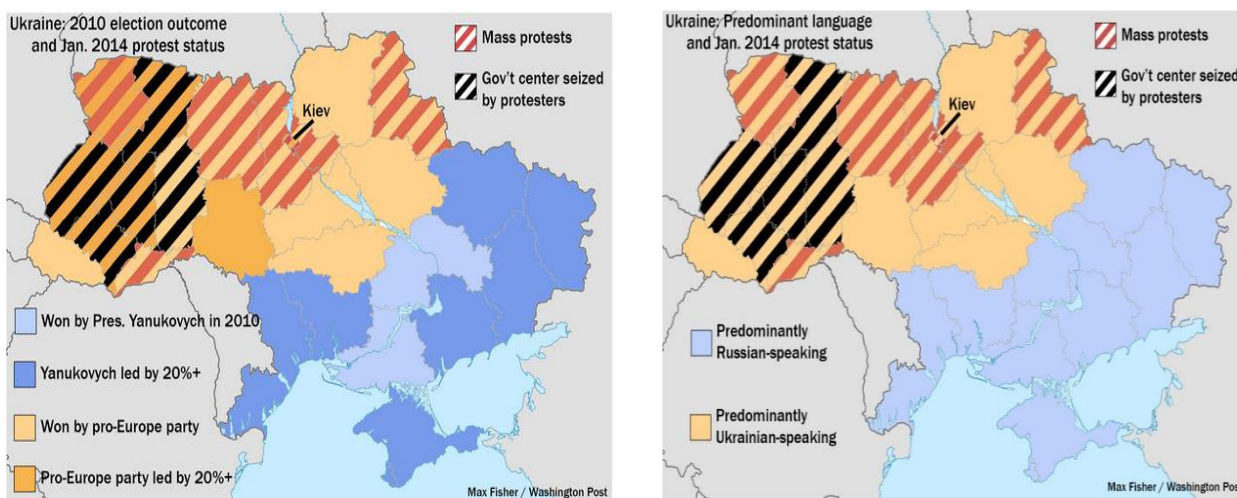 Ukraine: 2010 election outcome
and Jan. 2014 protest status
Mass protests
Gov't center seized
by protesters
Kiev
Won by Pres. Yanukovych in 2010
Yanukovych led by 20%+
Won by pro-Europe party
Pro-Europe party led by 20%+
Max Fisher / Washington Post
Ukraine: Predominant language
and Jan. 2014 protest status
Mass protests
Gov't center seized
by protesters
Kiev
Predominantly
Russian-speaking
Predominantly
Ukrainian-speaking
Max Fisher / Washington Post